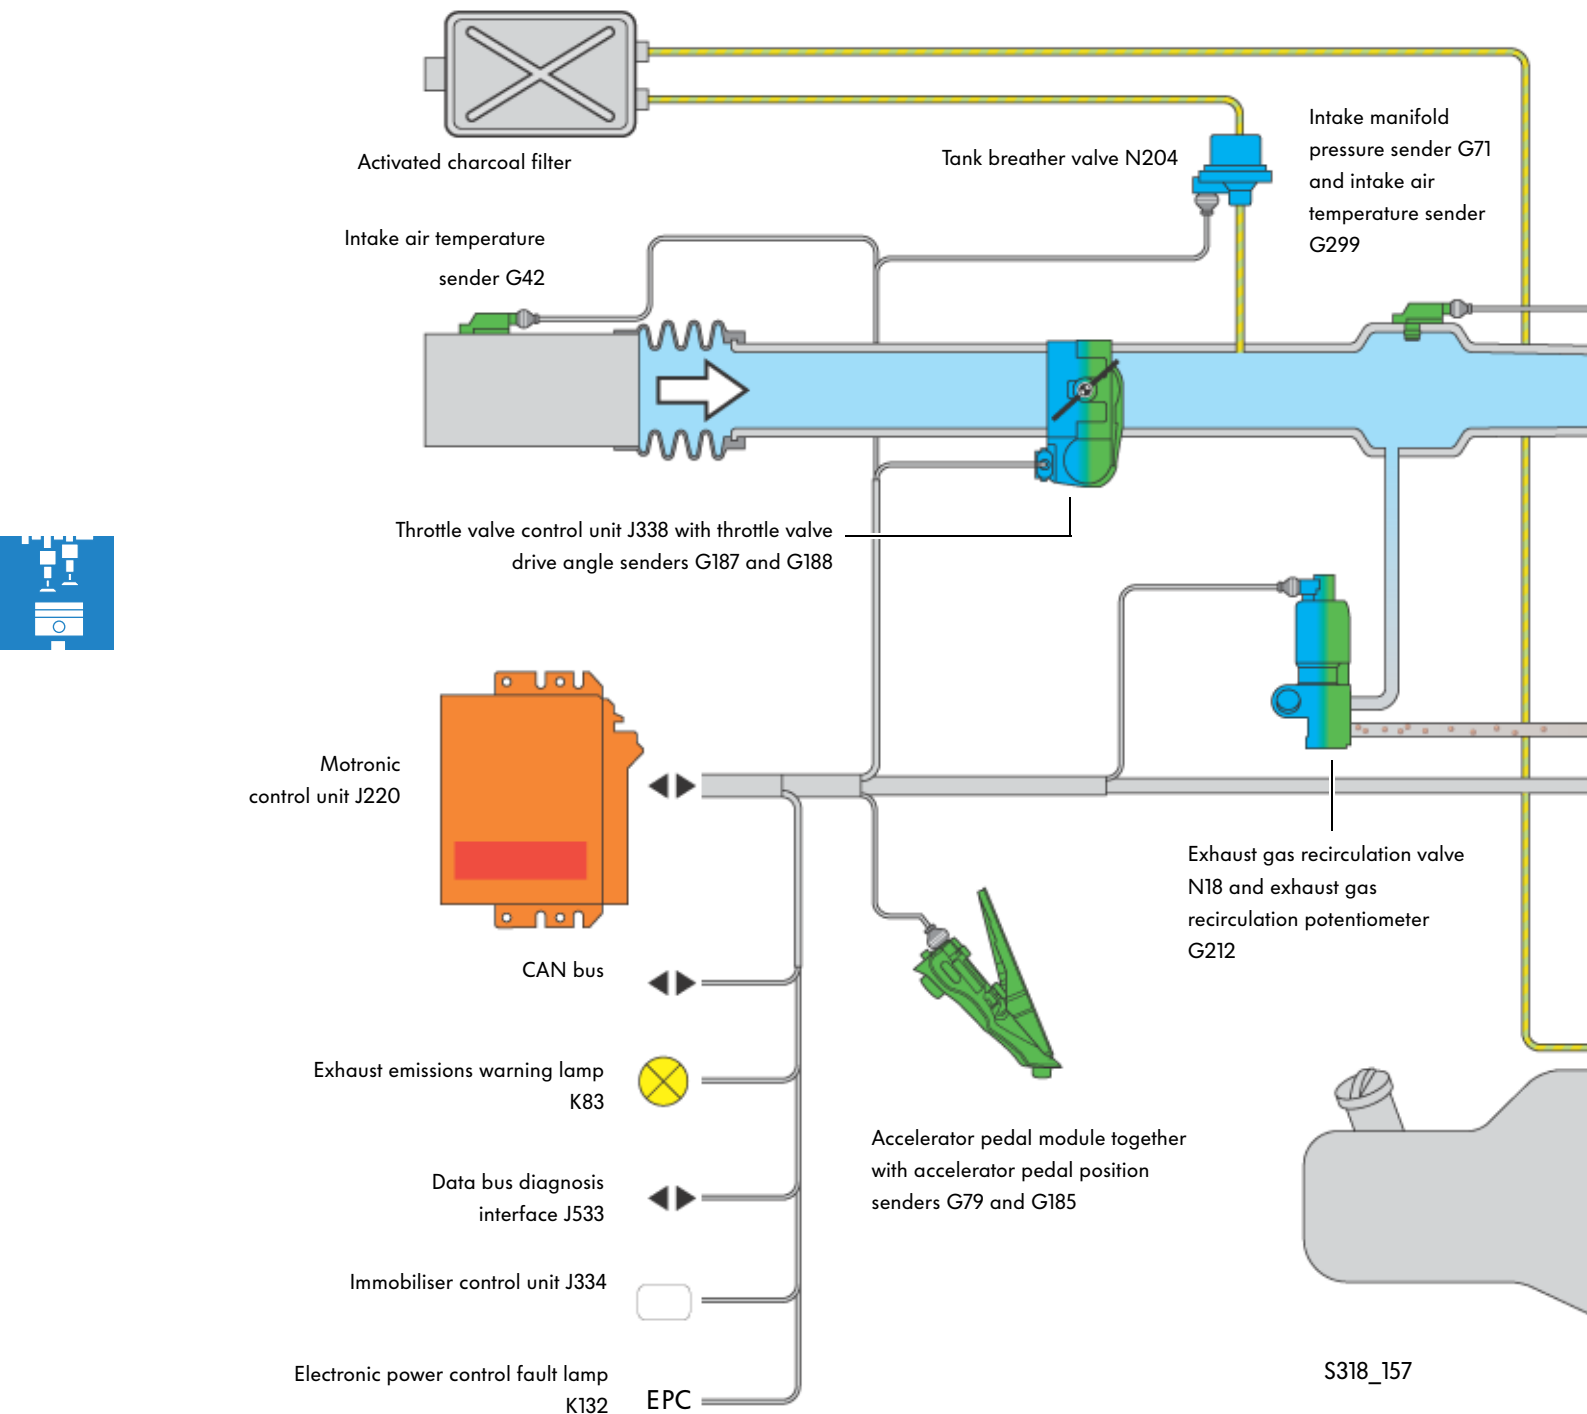 Activated charcoal filter
Tank breather valve N204
Intake manifold
pressure sender G71
and intake air
temperature sender
G299
Intake air temperature
sender G42
Throttle valve control unit J338 with throttle valve
drive angle senders G187 and G188
Motronic
control unit J220
Exhaust gas recirculation valve
N18 and exhaust gas
recirculation potentiometer
G212
CAN bus
Exhaust emissions warning lamp
K83
Accelerator pedal module together
with accelerator pedal position
senders G79 and G185
Data bus diagnosis
interface J533
Immobiliser control unit J334
Electronic power control fault lamp
K132
EPC
S318_157